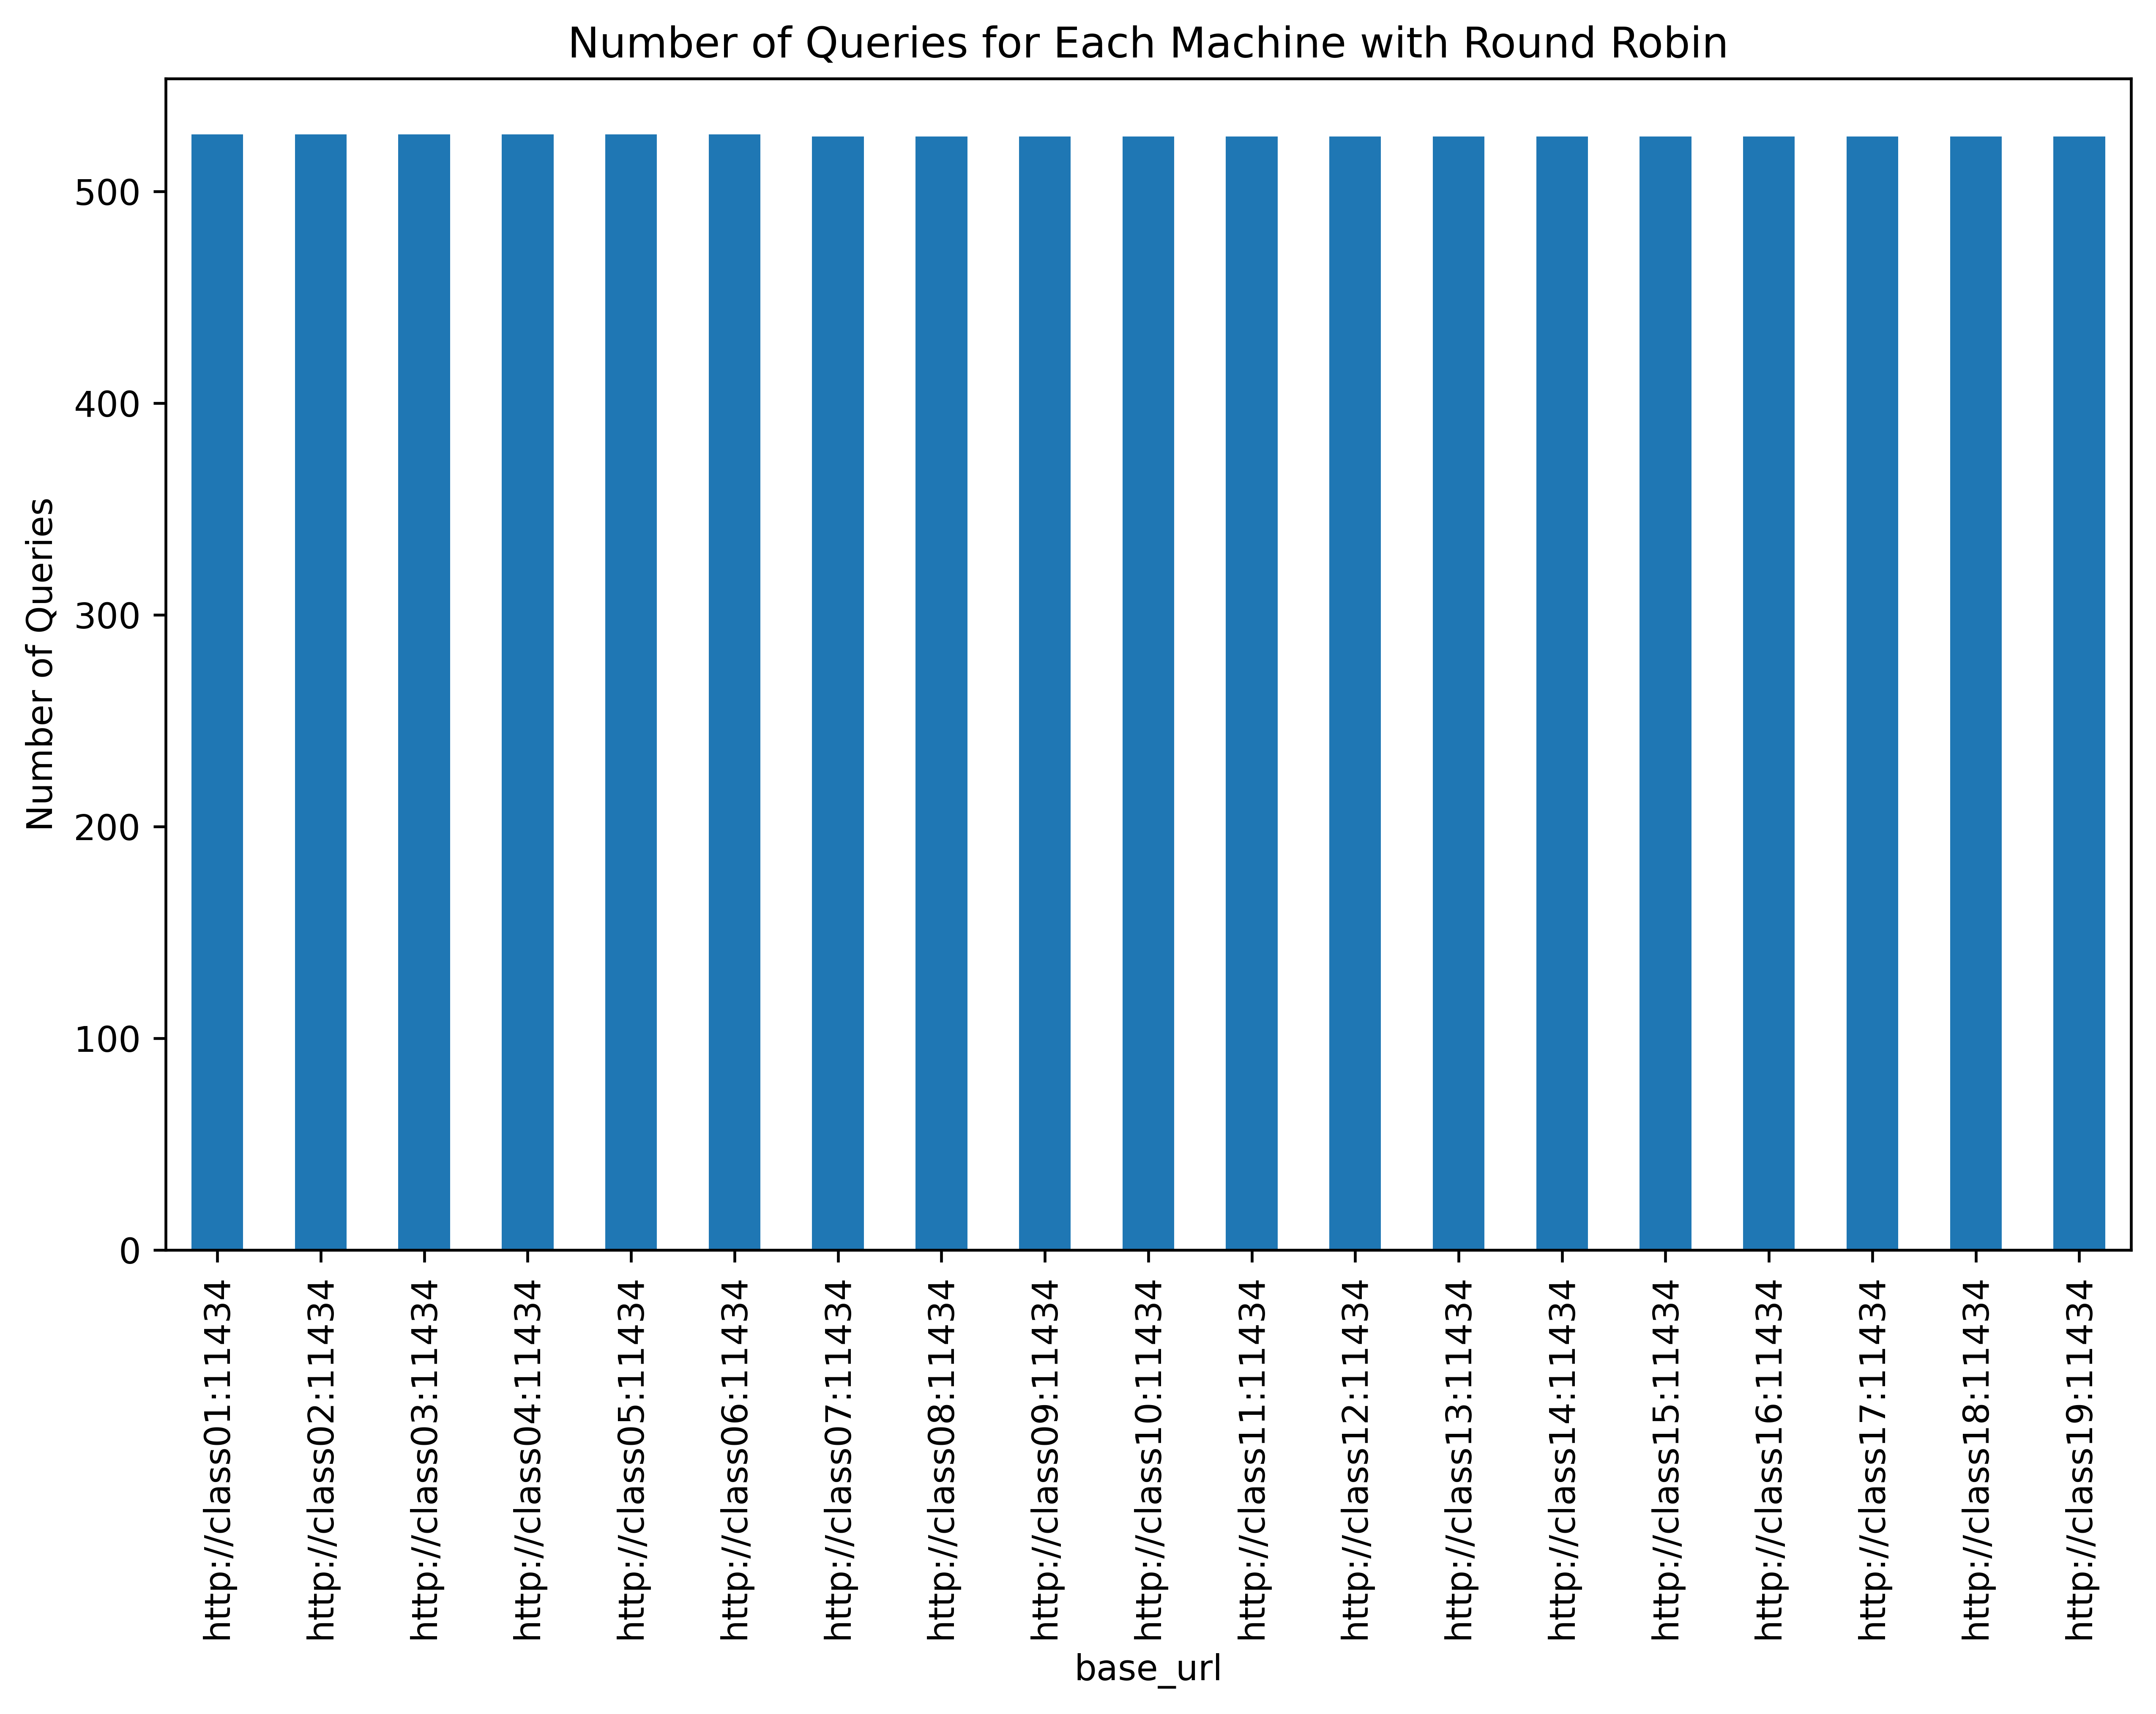 Number of Queries for Each Machine with Round Robin
Number of Queries
500
400
300
200
100
0
http://class01:11434
http://class02:11434
http://class03:11434
http://class04:11434
http://class05:11434
http://class06:11434
http://class07:11434
http://class08:11434
http://class09:11434
http://class10:11434
http://class11:11434
http://class12:11434
http://class13:11434
http://class14:11434
http://class15:11434
http://class16:11434
http://class17:11434
http://class18:11434
http://class19:11434
base_url